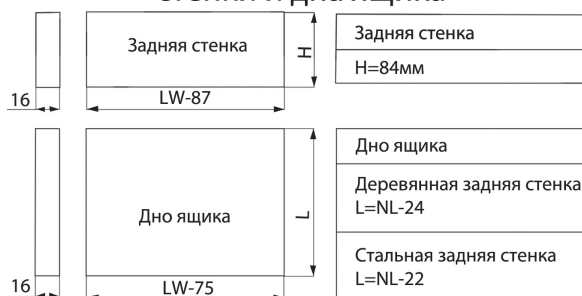 Задняя стенка
H
16
LW-87
Задняя стенка
H=84мм
Дно ящика
L
16
LW-75
Дно ящика
Деревянная задняя стенка
L=NL-24
Стальная задняя стенка
L=NL-22